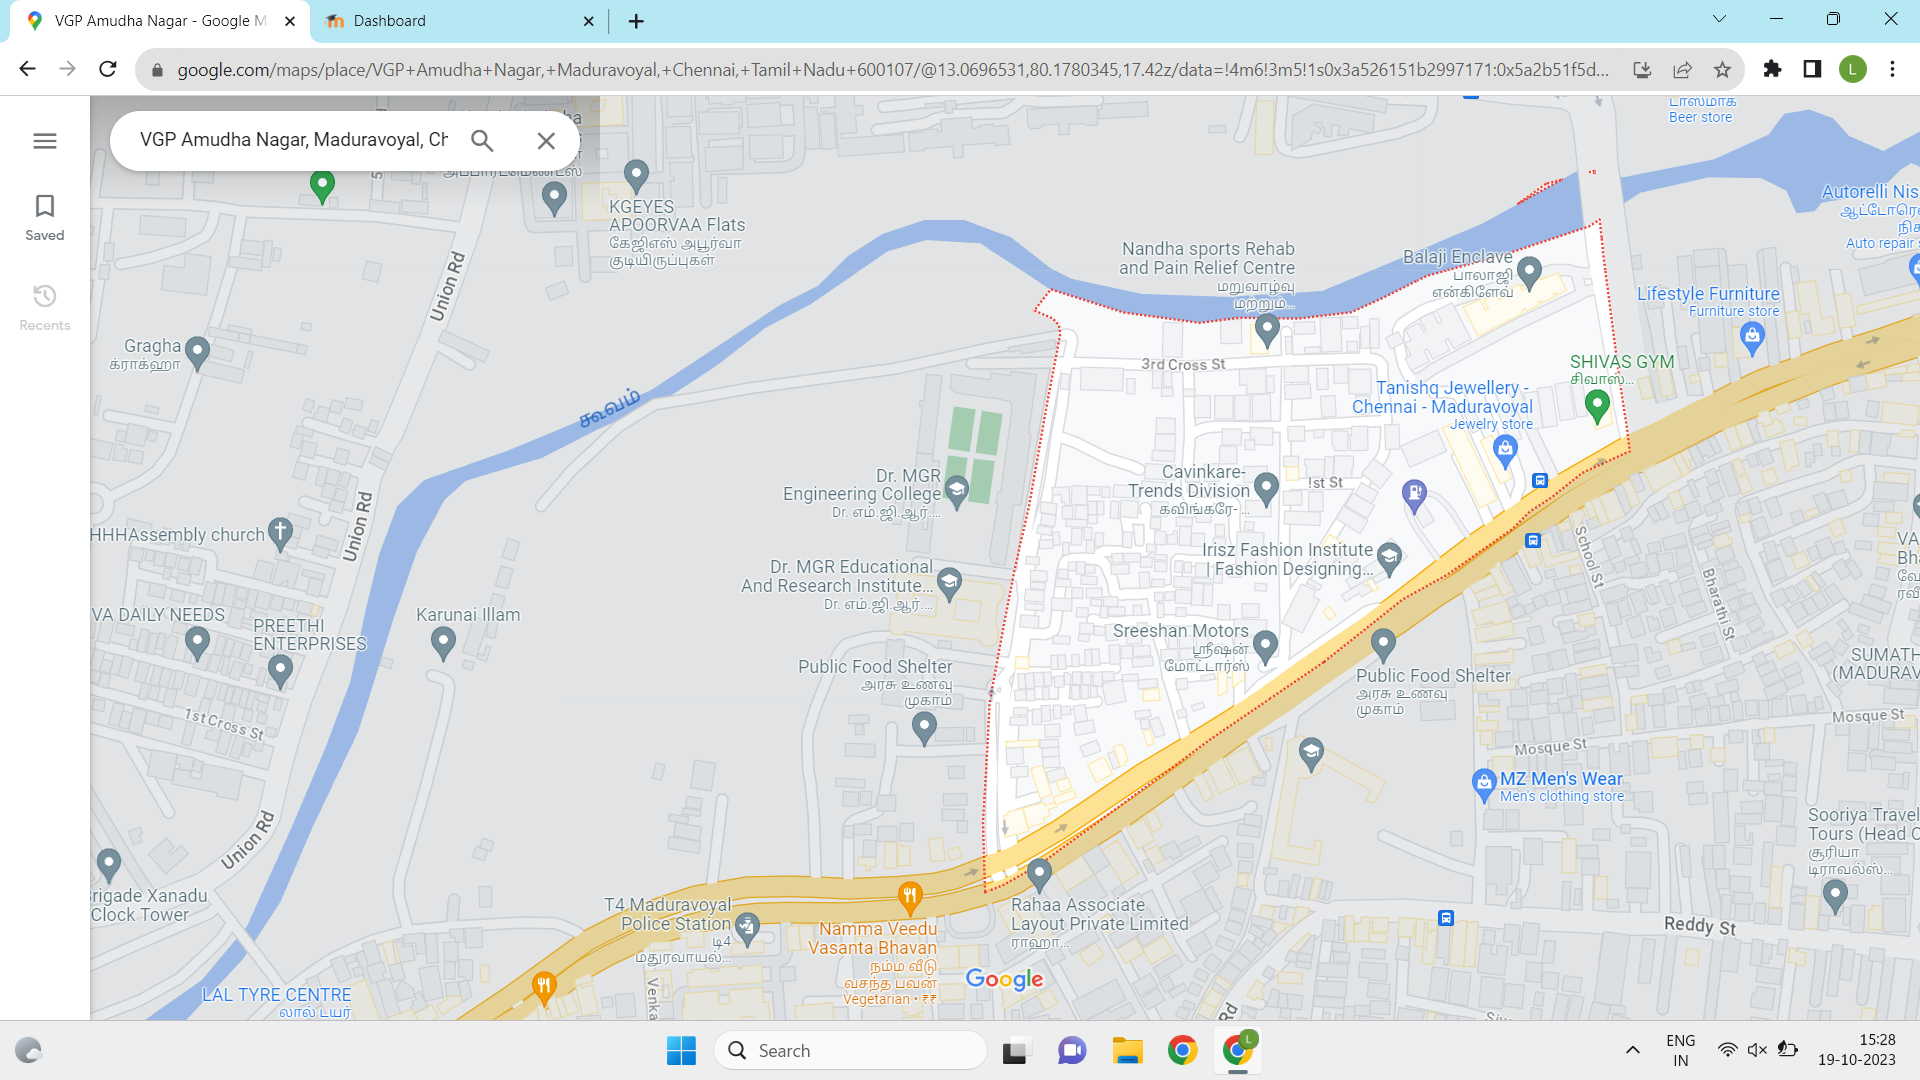 VGP Amudha Nagar - Google M
Dashboard
google.com/maps/place/VGP+Amudha+Nagar,+Maduravoyal,+Chennai,+Tamil+Nadu+600107/@13.0696531,80.1780345,17.42z/data=!4m6!3m5!1s0x3a526151b2997171:0x5a2b51f5d...
L
VGP Amudha Nagar, Maduravoyal, Ch
Saved
Recents
டாஸ்மாக்
Beer store
KGEYES
APOORVAA Flats
கேஜிஎஸ் அபூர்வா
குடியிருப்புகள்
Union Rd
Gragha
க்ராக்ஹா
கூவம்
Nandha sports Rehab
and Pain Relief Centre
மறுவாழ்வு
மற்றும்...
Balaji Enclave
பாலாஜி
என்கிளேவ்
Autorelli Nis
ஆட்டோரெ
நிச
Auto repair s
Lifestyle Furniture
Furniture store
SHIVAS GYM
சிவாஸ்...
3rd Cross St
Tanishq Jewellery -
Chennai - Maduravoyal
Jewelry store
Dr. MGR
Engineering College
Dr. எம்.ஜி.ஆர்....
Cavinkare-
Trends Division
கவின்கரே- ...
!st St
Union Rd
HHHAssembly church
Irisz Fashion Institute
| Fashion Designing...
School St
Bharathi St
Dr. MGR Educational
And Research Institute...
Dr. எம்.ஜி.ஆர்....
VA DAILY NEEDS
PREETHI
ENTERPRISES
Karunai Illam
Sreeshan Motors
ஸ்ரீஷன்
மோட்டார்ஸ்
Public Food Shelter
அரசு உணவு
முகாம்
Public Food Shelter
அரசு உணவு
முகாம்
SUMATH
(MADURAV
1st Cross St
Mosque St
Mosque St
MZ Men's Wear
Men's clothing store
Union Rd
Sooriya Travel
Tours (Head O
சூரியா
டிராவல்ஸ்...
rigade Xanadu
Clock Tower
T4 Maduravoyal
Police Station
டி4
மதுரவாயல்...
Namma Veedu
Vasanta Bhavan
நம்ம வீடு
வசந்த பவன்
Vegetarian • ₹₹
Rahaa Associate
Layout Private Limited
ராஹா...
Reddy St
LAL TYRE CENTRE
லால் டயர்
Venka
Google
Rd
Search
L
ENG
IN
15:28
19-10-2023